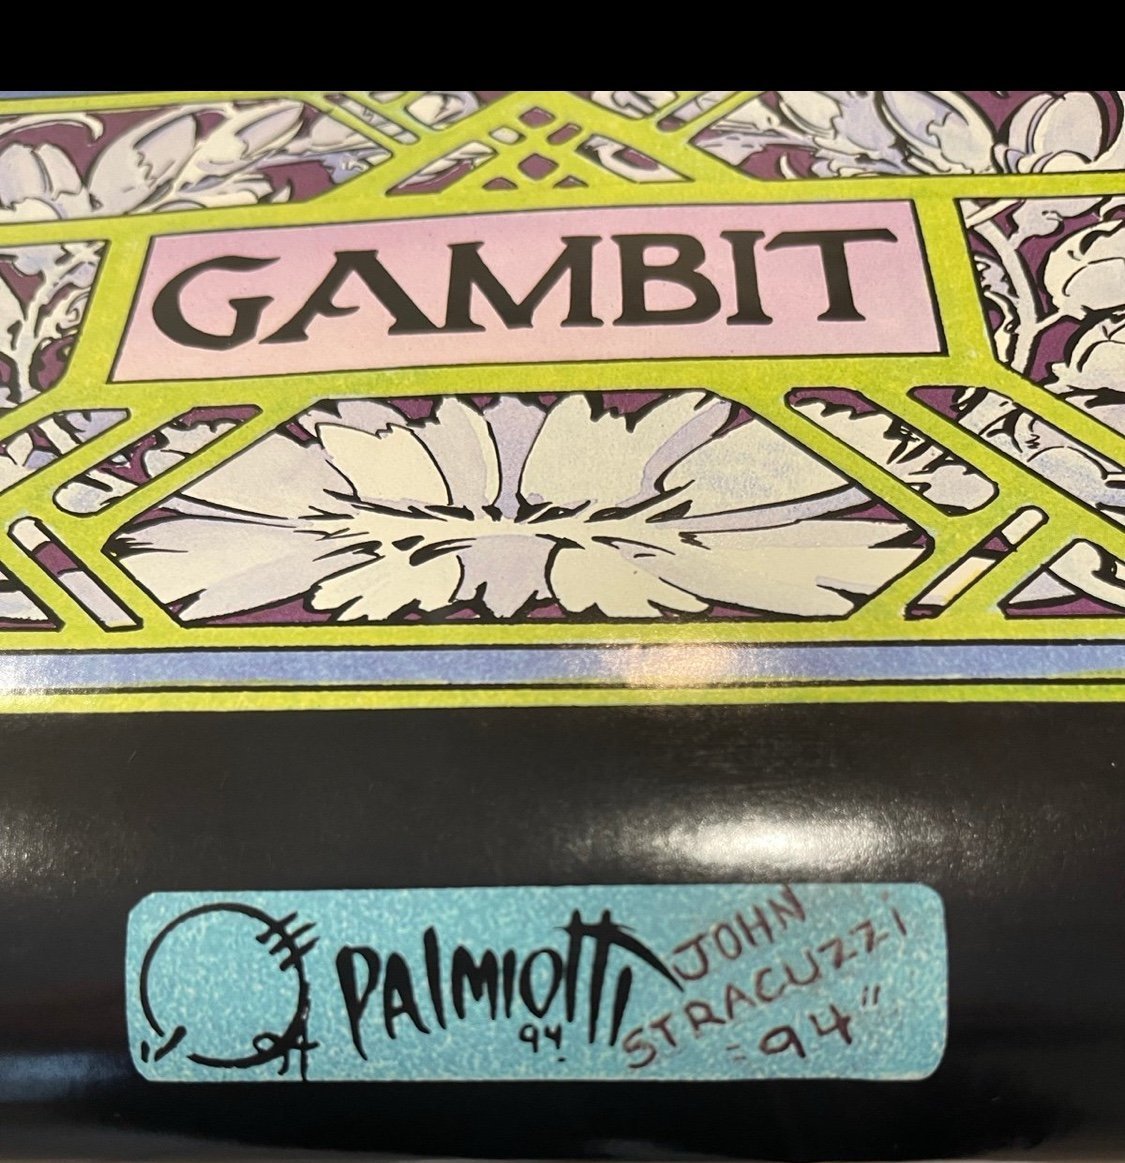 GAMBIT
PALMIOTTI
94
JOHN
STRACUZZI
"94"